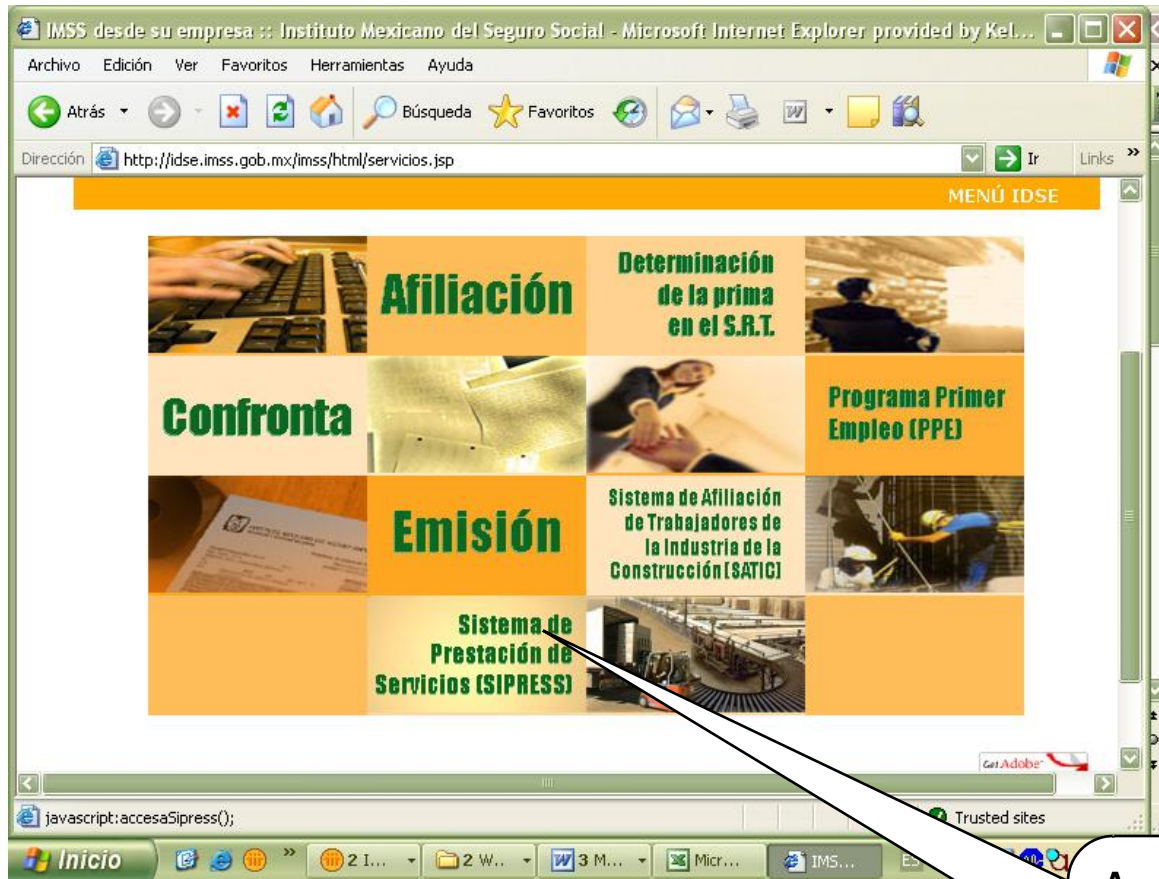 IMSS desde su empresa :: Instituto Mexicano del Seguro Social - Microsoft Internet Explorer provided by Kel...
Archivo Edición Ver Favoritos Herramientas Ayuda
Atrás Búsqueda Favoritos
Dirección http://idse.imss.gob.mx/imss/html/servicios.jsp Ir Links »
MENÚ IDSE
Afiliación
Determinación
de la prima
en el S.R.T.
Confronta
Programa Primer
Empleo (PPE)
Emisión
Sistema de Afiliación
de Trabajadores de
la Industria de la
Construcción (SATIC)
Sistema de
Prestación de
Servicios (SIPRESS)
Get Adobe
javascript:accesaSipress(); Trusted sites
Inicio » 2 I... 2 W... 3 M... Micr... IMS... ES
A